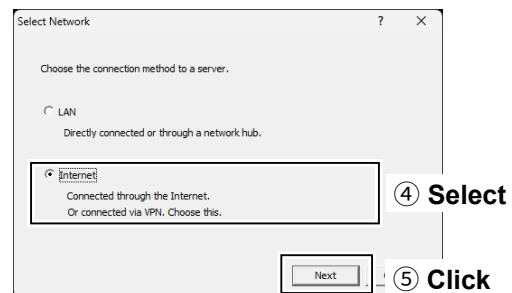 Select Network ? ×
Choose the connection method to a server.
LAN
Directly connected or through a network hub.
Internet
Connected through the Internet.
Or connected via VPN. Choose this.
④ Select
Next
⑤ Click